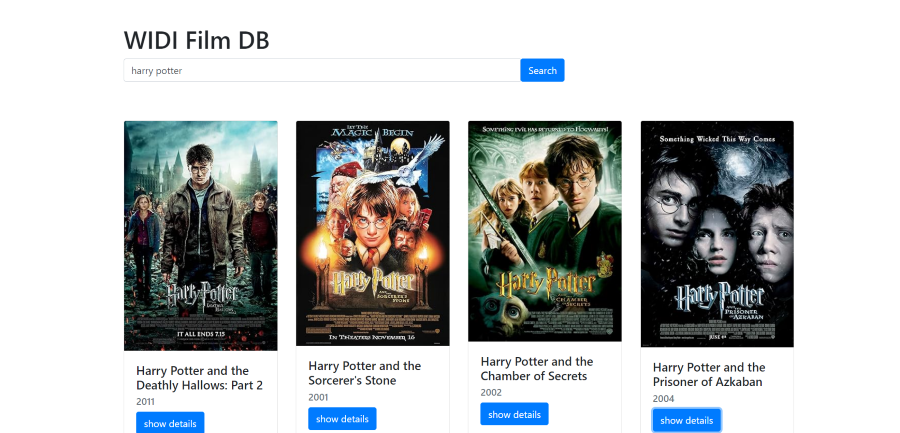 WIDI Film DB
harry potter
Search
IT ALL ENDS 7.15
Harry Potter and the
Deathly Hallows: Part 2
2011
show details
LET THE
MAGIC BEGIN
Harry Potter
AND THE
SORCERER'S STONE
IN THEATERS NOVEMBER 16
Harry Potter and the
Sorcerer's Stone
2001
show details
SOMETHING EVIL HAS RETURNED TO HOGWARTS!
Harry Potter
AND THE
CHAMBER OF SECRETS
Harry Potter and the
Chamber of Secrets
2002
show details
Something Wicked This Way Comes
Harry Potter
AND THE
PRISONER OF AZKABAN
JUNE 4
Harry Potter and the
Prisoner of Azkaban
2004
show details